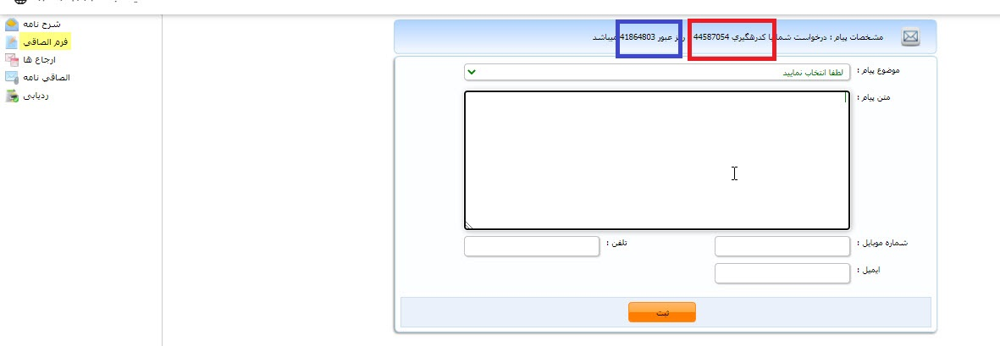 شرح نامه
فرم الصاقی
ارجاع ها
الصاقی نامه
ردیابی
مشخصات پیام : درخواست شما با کدرهگیري 44587054 رمز عبور 41864803 میباشد
موضوع پیام :
لطفا انتخاب نمایید
متن پیام :
شماره موبایل :
تلفن :
ایمیل :
ثبت